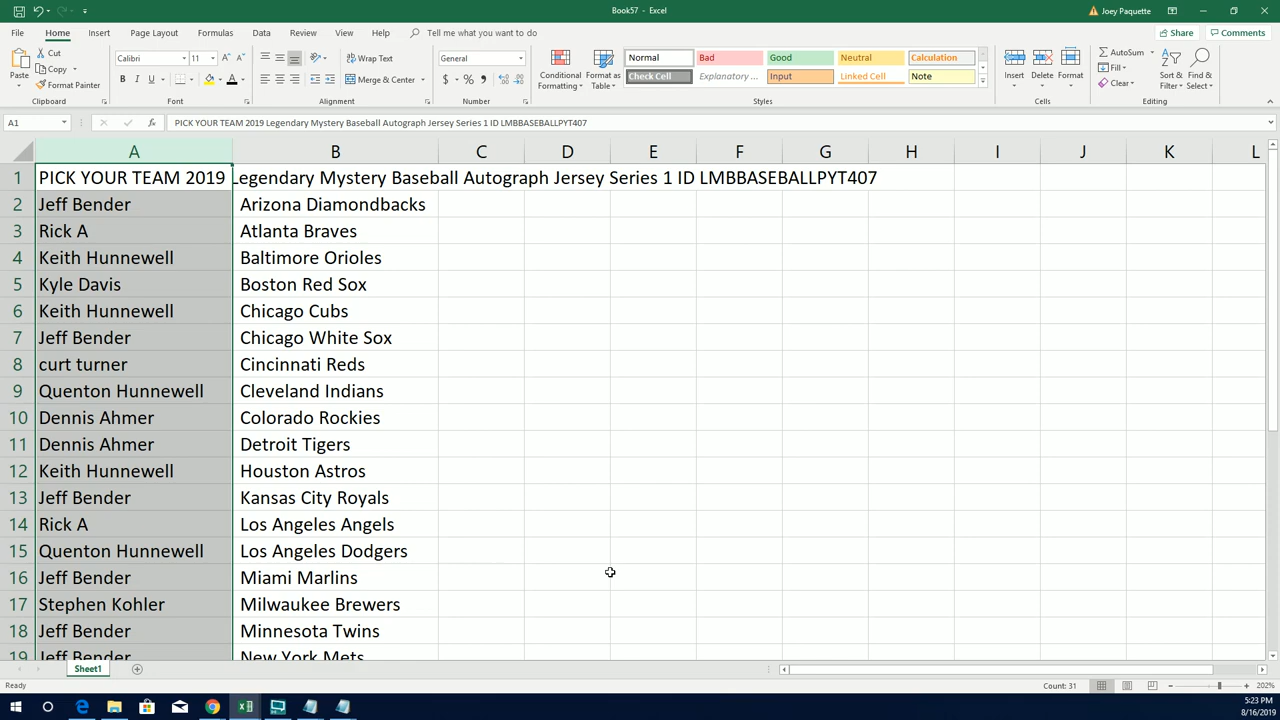 Book57 - Excel
Joey Paquette
File Home Insert Page Layout Formulas Data Review View Help Tell me what you want to do Share Comments
Paste Cut Copy Format Painter Clipboard
Calibri 11 B I U A Font
Wrap Text Merge & Center Alignment
General $ % Number
Conditional Formatting Format as Table
Normal Bad Good Neutral Calculation
Check Cell Explanatory ... Input Linked Cell Note
Styles
Insert Delete Format Cells
AutoSum Fill Clear Sort & Filter Find & Select Editing
A1 fx PICK YOUR TEAM 2019 Legendary Mystery Baseball Autograph Jersey Series 1 ID LMBBASEBALLPYT407
A B C D E F G H I J K L
1 PICK YOUR TEAM 2019 Legendary Mystery Baseball Autograph Jersey Series 1 ID LMBBASEBALLPYT407
2 Jeff Bender Arizona Diamondbacks
3 Rick A Atlanta Braves
4 Keith Hunnewell Baltimore Orioles
5 Kyle Davis Boston Red Sox
6 Keith Hunnewell Chicago Cubs
7 Jeff Bender Chicago White Sox
8 curt turner Cincinnati Reds
9 Quenton Hunnewell Cleveland Indians
10 Dennis Ahmer Colorado Rockies
11 Dennis Ahmer Detroit Tigers
12 Keith Hunnewell Houston Astros
13 Jeff Bender Kansas City Royals
14 Rick A Los Angeles Angels
15 Quenton Hunnewell Los Angeles Dodgers
16 Jeff Bender Miami Marlins
17 Stephen Kohler Milwaukee Brewers
18 Jeff Bender Minnesota Twins
19 Jeff Bender New York Mets
Sheet1
Ready Count: 31 202%
5:23 PM
8/16/2019